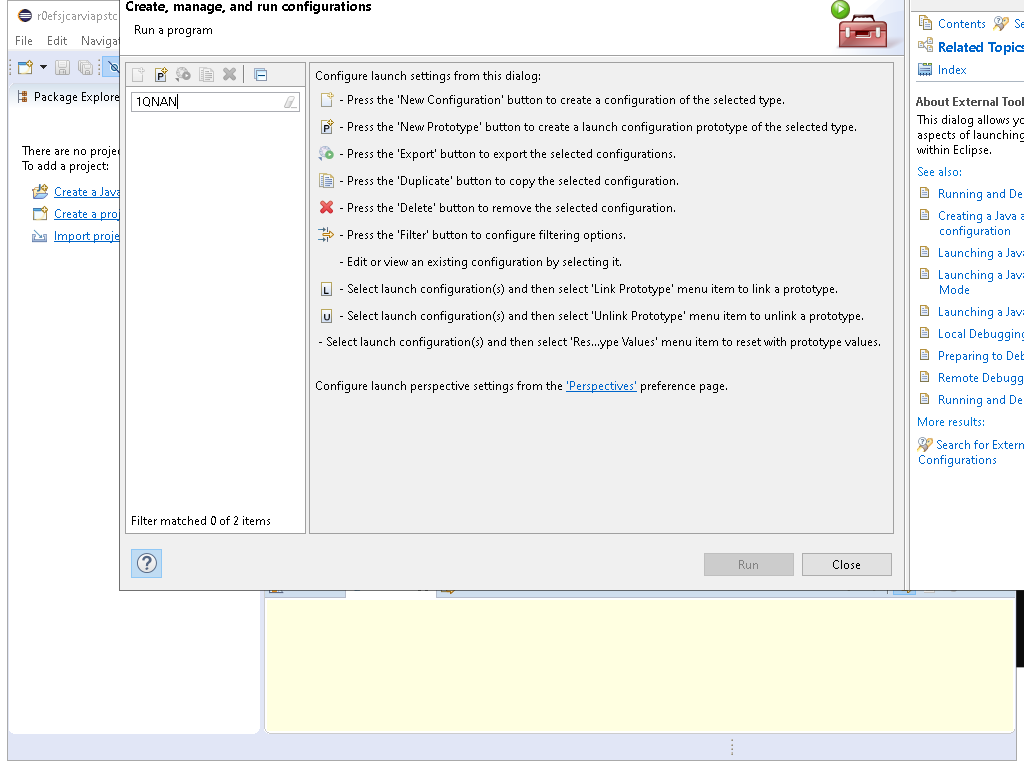 Create, manage, and run configurations
Run a program
r0efsjcarviapstc
File Edit Naviga
Package Explore
There are no proje
To add a project:
Create a Java
Create a proj
Import proje
1QNAN
Filter matched 0 of 2 items
Configure launch settings from this dialog:
- Press the 'New Configuration' button to create a configuration of the selected type.
P - Press the 'New Prototype' button to create a launch configuration prototype of the selected type.
- Press the 'Export' button to export the selected configurations.
- Press the 'Duplicate' button to copy the selected configuration.
- Press the 'Delete' button to remove the selected configuration.
- Press the 'Filter' button to configure filtering options.
- Edit or view an existing configuration by selecting it.
L - Select launch configuration(s) and then select 'Link Prototype' menu item to link a prototype.
U - Select launch configuration(s) and then select 'Unlink Prototype' menu item to unlink a prototype.
- Select launch configuration(s) and then select 'Res...ype Values' menu item to reset with prototype values.
Configure launch perspective settings from the 'Perspectives' preference page.
?
Run
Close
Contents Se
Related Topics
Index
About External Tool
This dialog allows yo
aspects of launching
within Eclipse.
See also:
Running and De
Creating a Java a
configuration
Launching a Java
Launching a Java
Mode
Launching a Java
Local Debugging
Preparing to Deb
Remote Debugg
Running and De
More results:
Search for Extern
Configurations